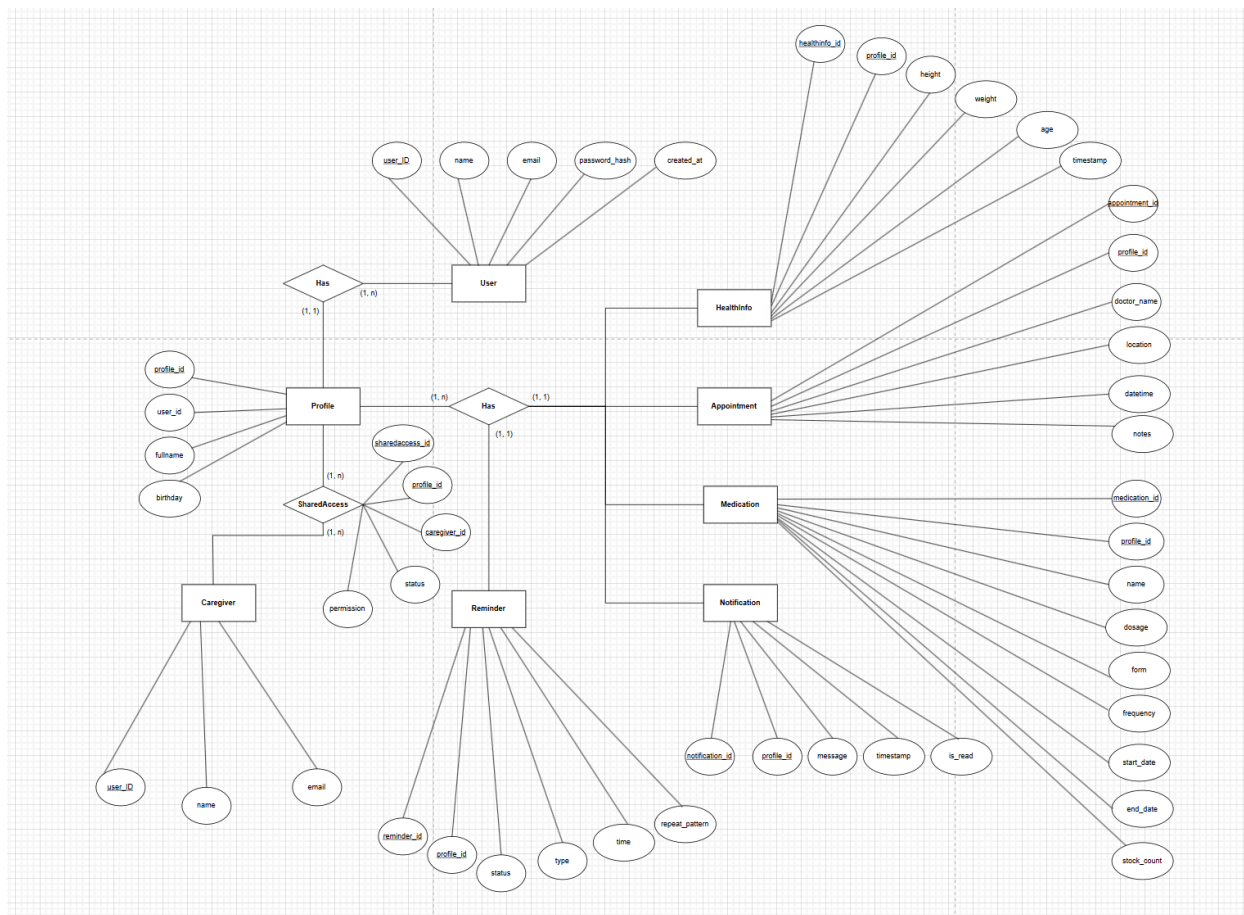 healthinfo_id
profile_id
height
weight
age
timestamp
user_ID
name
email
password_hash
created_at
appointment_id
profile_id
doctor_name
location
datetime
notes
Has
(1, n)
(1, 1)
User
HealthInfo
profile_id
user_id
fullname
birthday
Profile
(1, n)
Has
(1, 1)
(1, 1)
Appointment
sharedaccess_id
profile_id
caregiver_id
status
permission
(1, n)
SharedAccess
(1, n)
Medication
medication_id
profile_id
name
dosage
form
frequency
start_date
end_date
stock_count
Caregiver
Reminder
Notification
user_ID
name
email
notification_id
profile_id
message
timestamp
is_read
reminder_id
profile_id
status
type
time
repeat_pattern